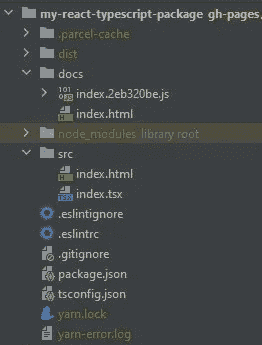 my-react-typescript-package gh-pages,
.parcel-cache
dist
docs
index.2eb320be.js
index.html
node_modules library root
src
index.html
index.tsx
.eslintignore
.eslintrc
.gitignore
package.json
tsconfig.json
yarn.lock
yarn-error.log